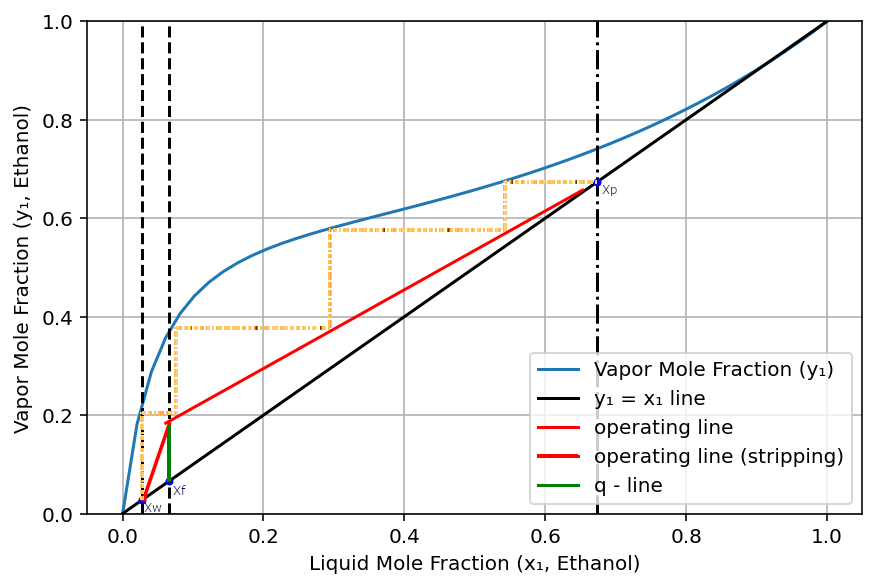 1.0
0.8
0.6
0.4
0.2
0.0
Vapor Mole Fraction (y₁, Ethanol)
Xp
Xf
Xw
Vapor Mole Fraction (y₁)
y₁ = x₁ line
operating line
operating line (stripping)
q - line
0.0 0.2 0.4 0.6 0.8 1.0
Liquid Mole Fraction (x₁, Ethanol)